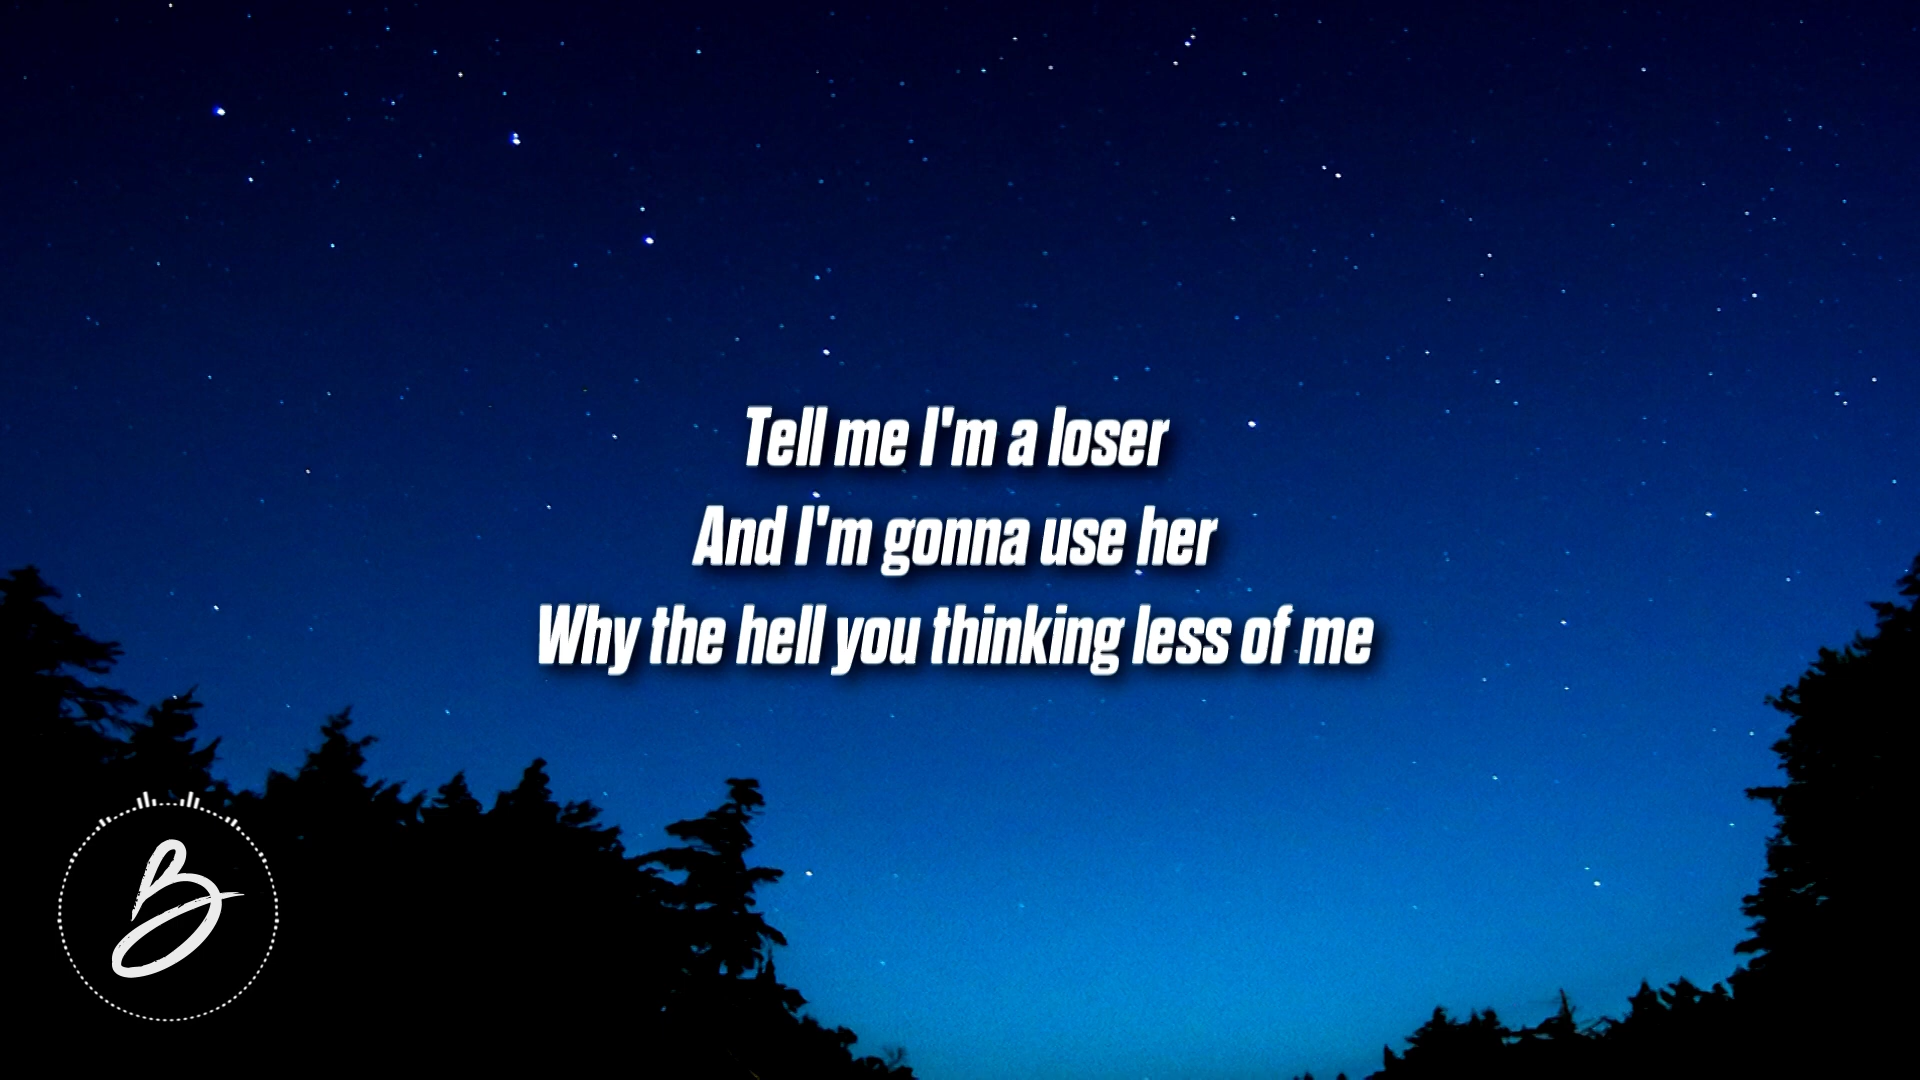 Tell me I'm a loser
And I'm gonna use her
Why the hell you thinking less of me
B